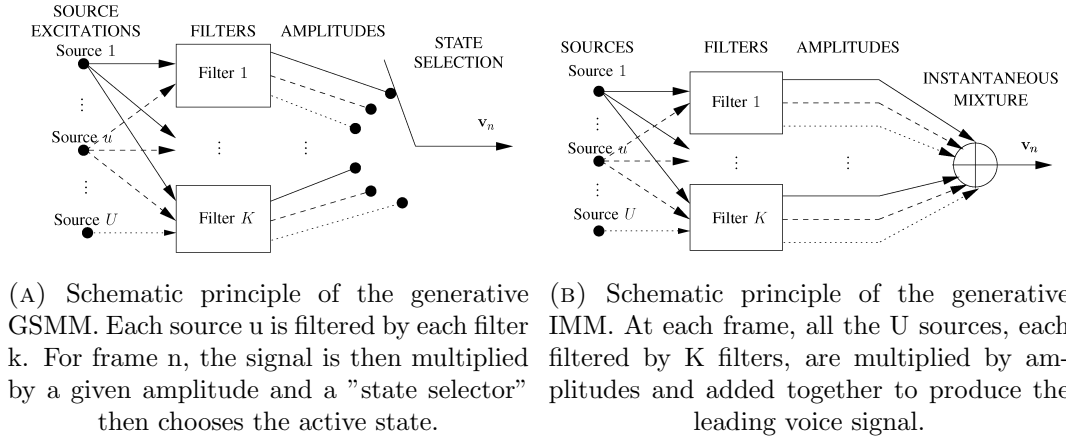 SOURCE
EXCITATIONS
FILTERS
AMPLITUDES
STATE
SELECTION
Source 1
Filter 1
⋮
Source u
⋮
⋮
v_n
⋮
Source U
Filter K
SOURCES
FILTERS
AMPLITUDES
INSTANTANEOUS
MIXTURE
Source 1
Filter 1
⋮
Source u
⋮
⋮
v_n
⋮
Source U
Filter K
(A) Schematic principle of the generative
GSMM. Each source u is filtered by each filter
k. For frame n, the signal is then multiplied
by a given amplitude and a ”state selector”
then chooses the active state.
(B) Schematic principle of the generative
IMM. At each frame, all the U sources, each
filtered by K filters, are multiplied by am-
plitudes and added together to produce the
leading voice signal.